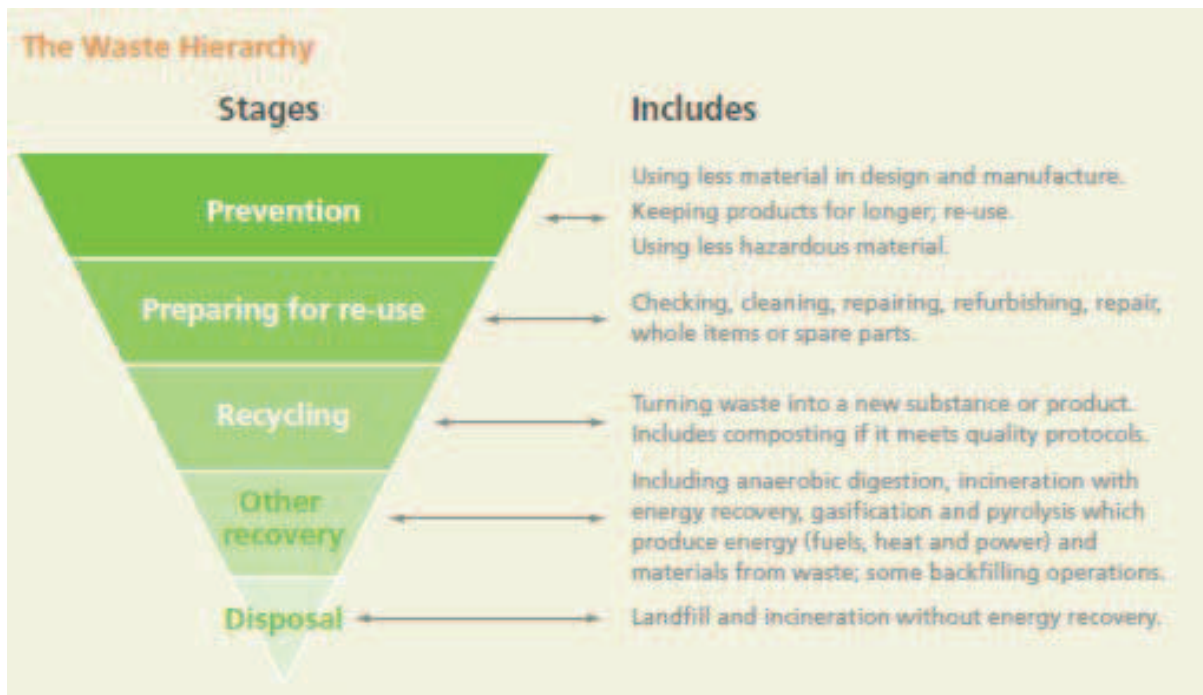 The Waste Hierarchy
Stages
Includes
Prevention
Using less material in design and manufacture.
Keeping products for longer; re-use.
Using less hazardous material.
Preparing for re-use
Checking, cleaning, repairing, refurbishing, repair,
whole items or spare parts.
Recycling
Turning waste into a new substance or product.
Includes composting if it meets quality protocols.
Other
recovery
Including anaerobic digestion, incineration with
energy recovery, gasification and pyrolysis which
produce energy (fuels, heat and power) and
materials from waste; some backfilling operations.
Disposal
Landfill and incineration without energy recovery.